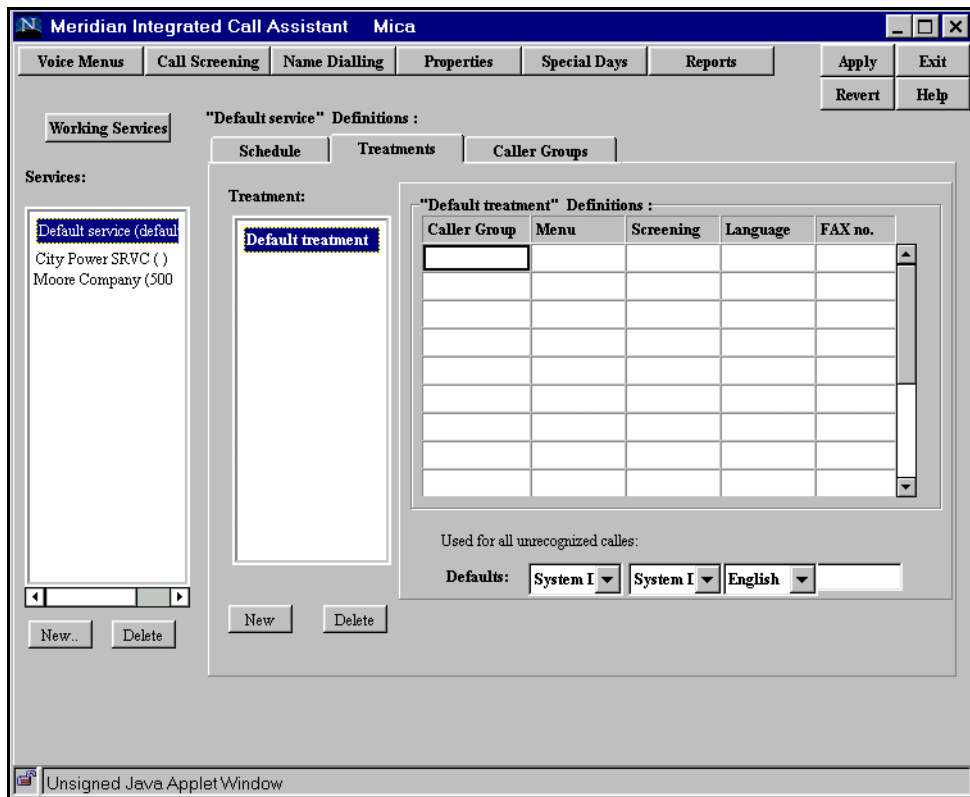 N Meridian Integrated Call Assistant Mica
Voice Menus Call Screening Name Dialling Properties Special Days Reports Apply Exit
Revert Help
Working Services
"Default service" Definitions :
Schedule Treatments Caller Groups
Services:
Default service (defaul
City Power SRVC ( )
Moore Company (500
New.. Delete
Treatment:
Default treatment
New Delete
"Default treatment" Definitions :
Caller Group Menu Screening Language FAX no.
Used for all unrecognized calles:
Defaults: System I System I English
Unsigned Java Applet Window